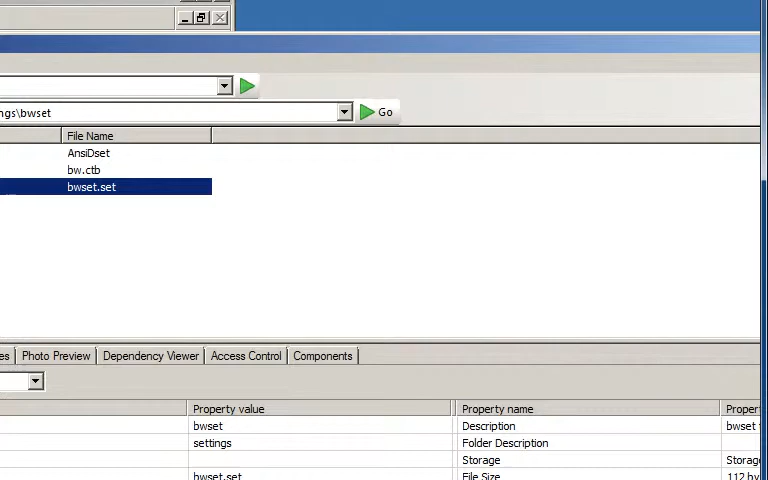 ngs\bwset Go
File Name
AnsiDset
bw.ctb
bwset.set
es Photo Preview Dependency Viewer Access Control Components
Property value Property name Proper
bwset Description bwset
settings Folder Description
Storage Storag
bwset.set File Size 112 by